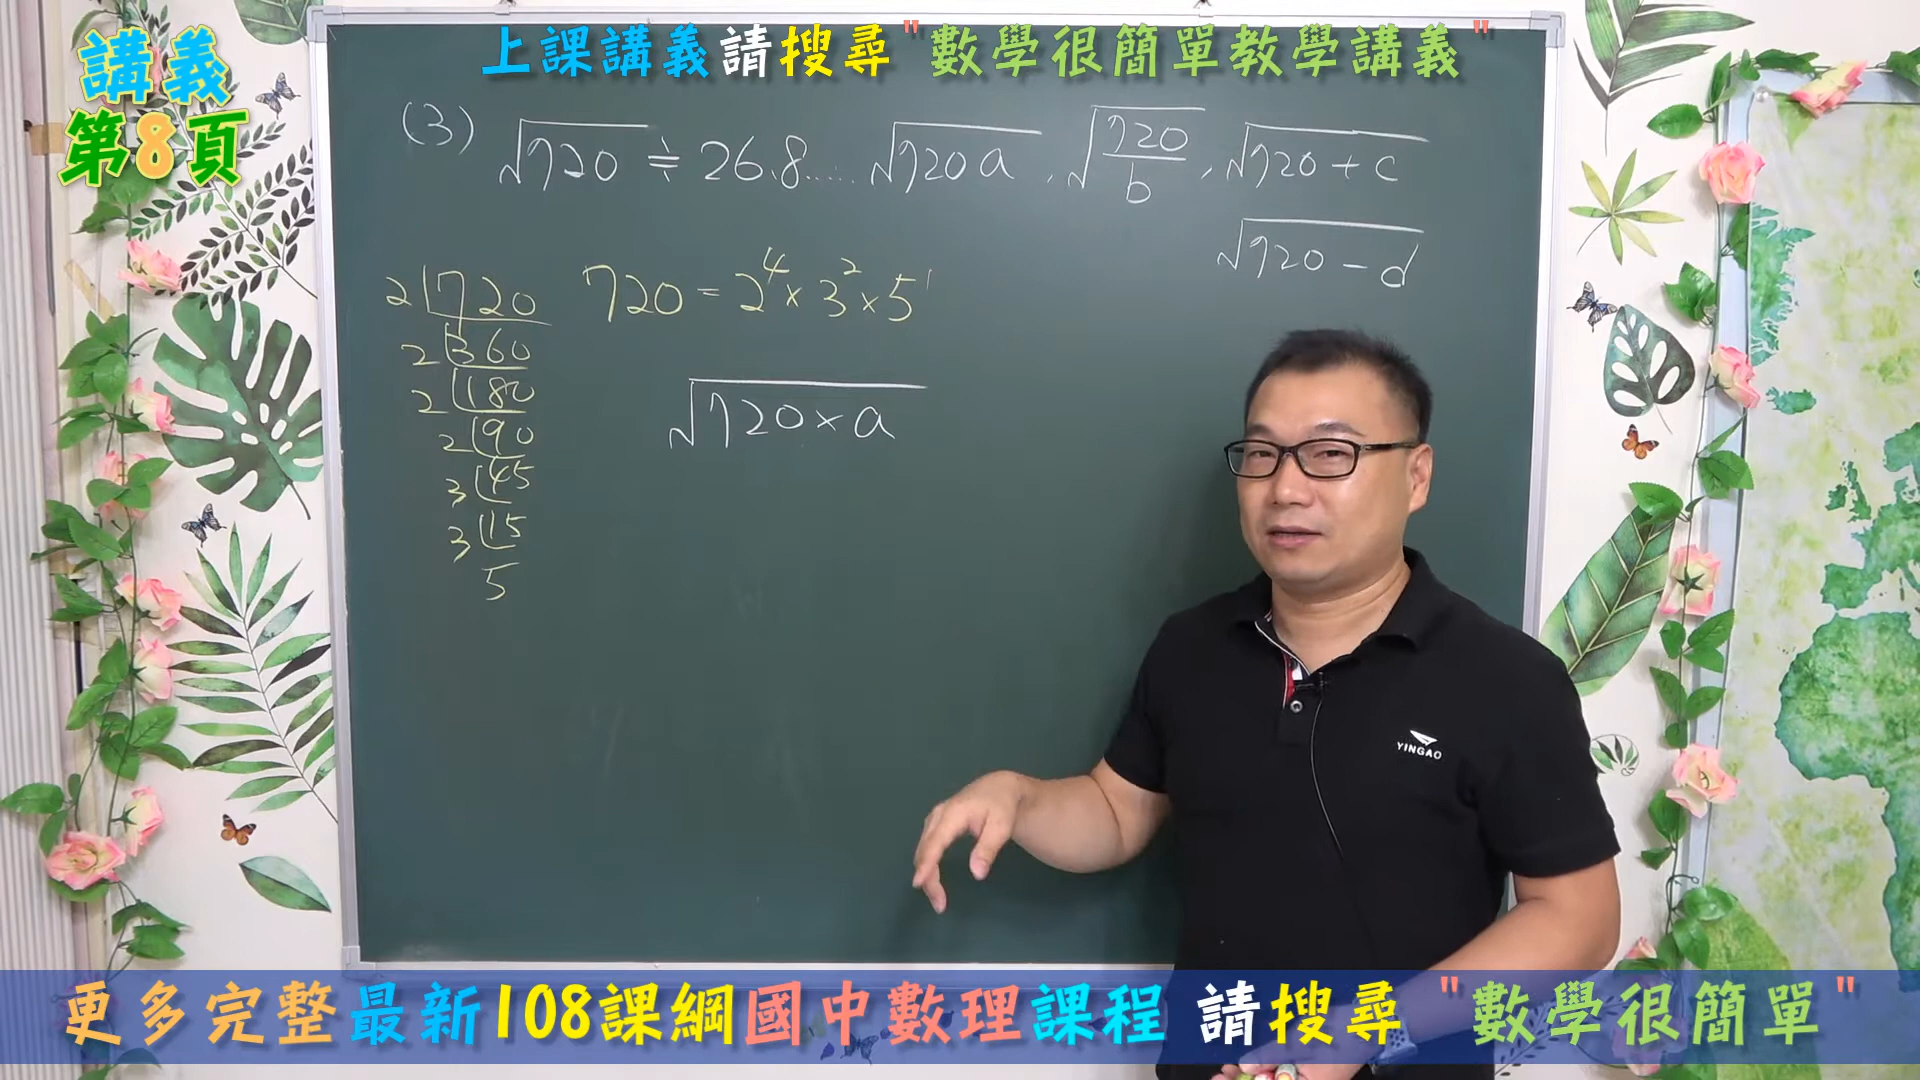 上課講義請搜尋"數學很簡單教學講義"
講義
第8頁
(3) √720 ≒ 26.8..... √720a , √(720/b) , √720+c
√720-d
2 720 720 = 2⁴ × 3² × 5¹
2 360
2 180 √720×a
2 90
3 45
3 15
5
YINGAO
更多完整最新108課綱國中數理課程 請搜尋 "數學很簡單"